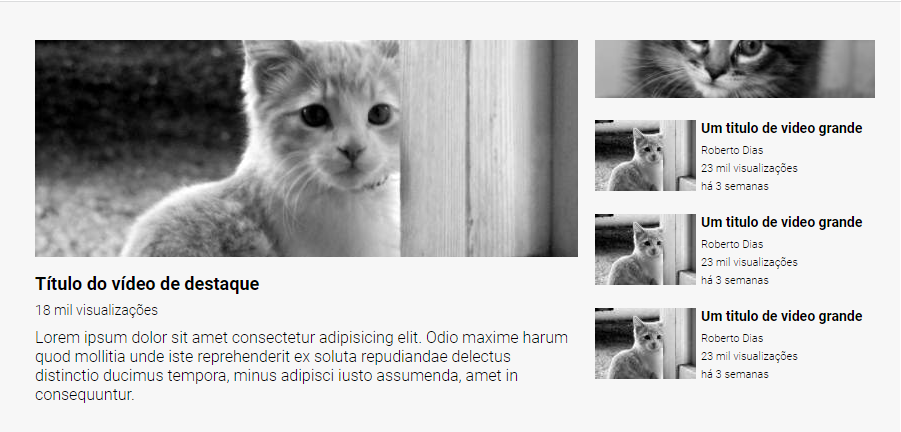 Título do vídeo de destaque
18 mil visualizações
Lorem ipsum dolor sit amet consectetur adipisicing elit. Odio maxime harum
quod mollitia unde iste reprehenderit ex soluta repudiandae delectus
distinctio ducimus tempora, minus adipisci iusto assumenda, amet in
consequuntur.
Um titulo de video grande
Roberto Dias
23 mil visualizações
há 3 semanas
Um titulo de video grande
Roberto Dias
23 mil visualizações
há 3 semanas
Um titulo de video grande
Roberto Dias
23 mil visualizações
há 3 semanas